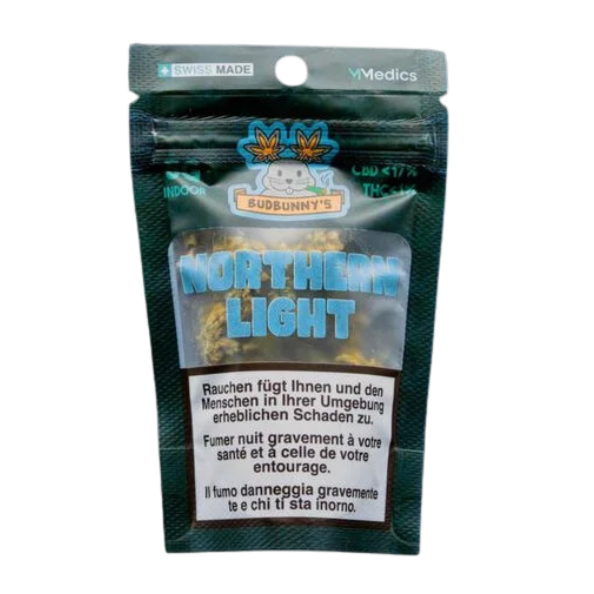 SWISS MADE
MMedics
INDOOR
CBD <17%
BUDBUNNY'S
NORTHERN
LIGHT
Rauchen fügt Ihnen und den
Menschen in Ihrer Umgebung
erheblichen Schaden zu.
Fumer nuit gravement à votre
santé et à celle de votre
entourage.
Il fumo danneggia gravemente
te e chi ti sta inorno.